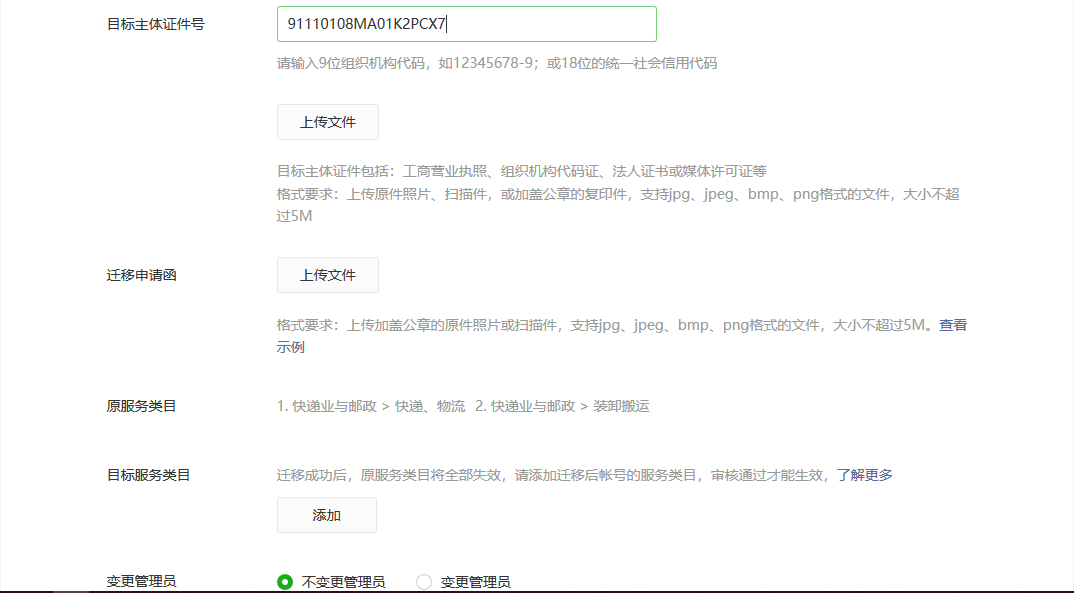 目标主体证件号
91110108MA01K2PCX7
请输入9位组织机构代码，如12345678-9；或18位的统一社会信用代码
上传文件
目标主体证件包括：工商营业执照、组织机构代码证、法人证书或媒体许可证等
格式要求：上传原件照片、扫描件，或加盖公章的复印件，支持jpg、jpeg、bmp、png格式的文件，大小不超
过5M
迁移申请函
上传文件
格式要求：上传加盖公章的原件照片或扫描件，支持jpg、jpeg、bmp、png格式的文件，大小不超过5M。查看
示例
原服务类目
1. 快递业与邮政 > 快递、物流 2. 快递业与邮政 > 装卸搬运
目标服务类目
迁移成功后，原服务类目将全部失效，请添加迁移后帐号的服务类目，审核通过才能生效，了解更多
添加
变更管理员
不变更管理员 变更管理员